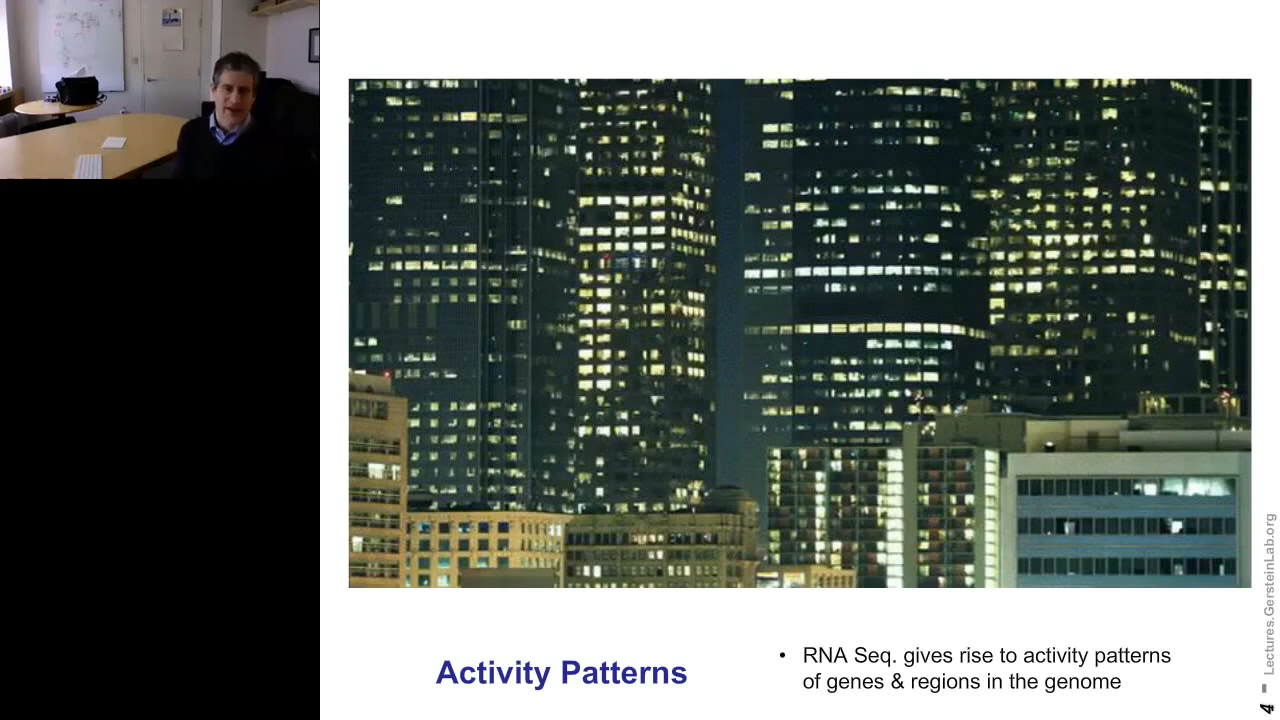 Activity Patterns
• RNA Seq. gives rise to activity patterns
of genes & regions in the genome
Lectures.GersteinLab.org
4